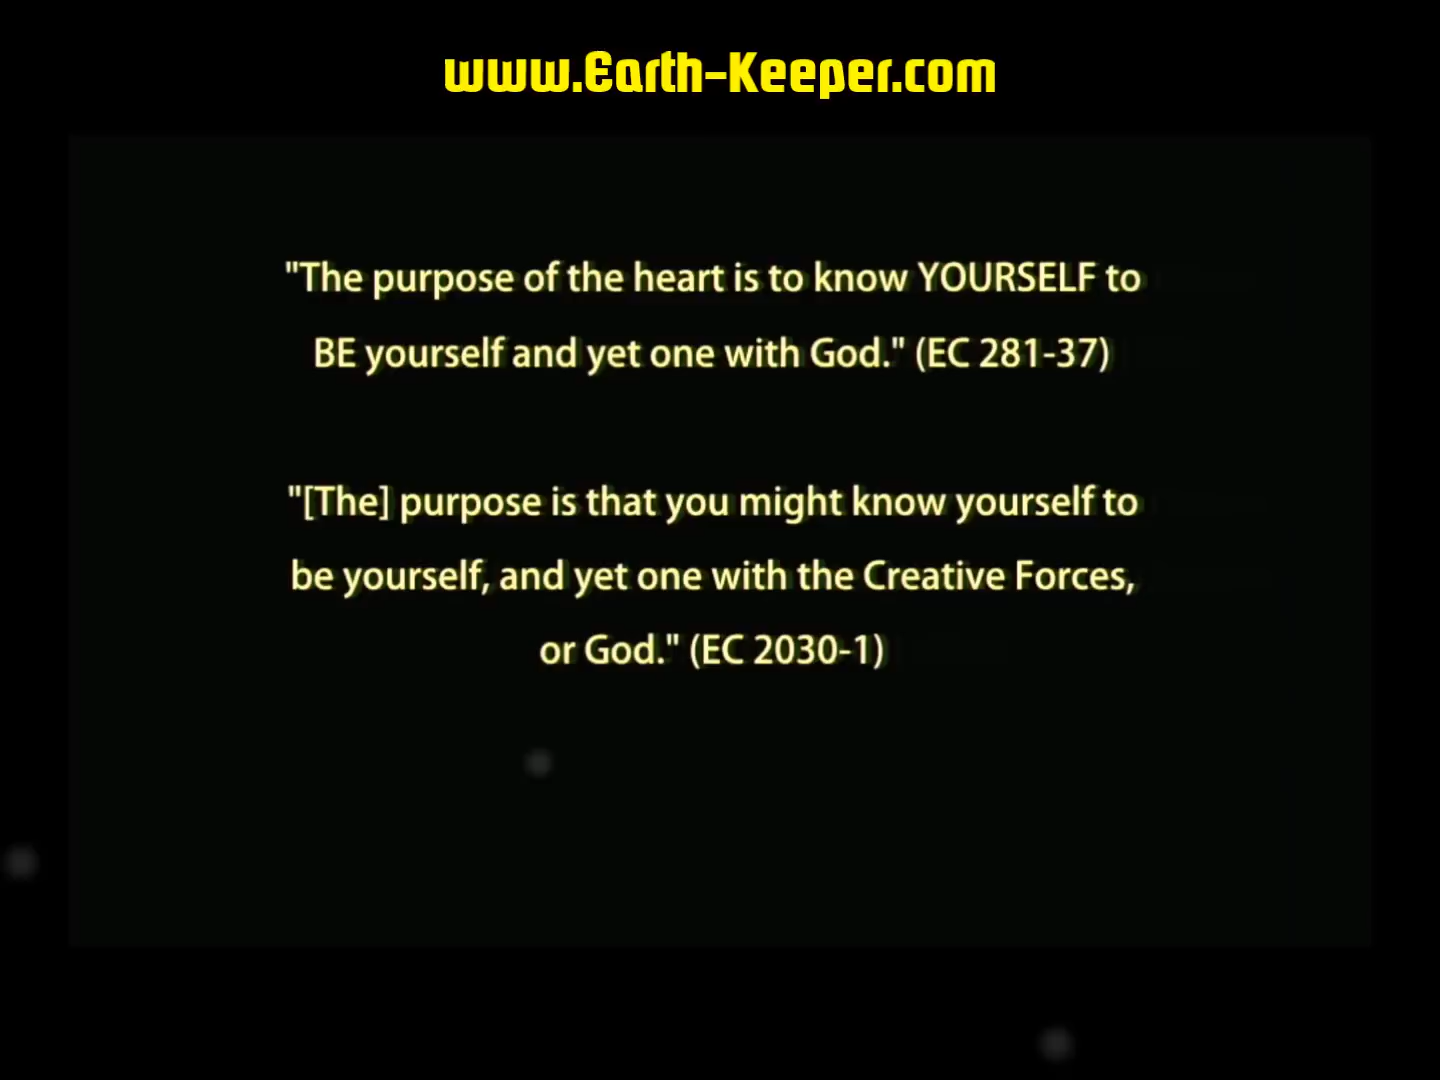 www.Earth-Keeper.com
"The purpose of the heart is to know YOURSELF to
BE yourself and yet one with God." (EC 281-37)
"[The] purpose is that you might know yourself to
be yourself, and yet one with the Creative Forces,
or God." (EC 2030-1)